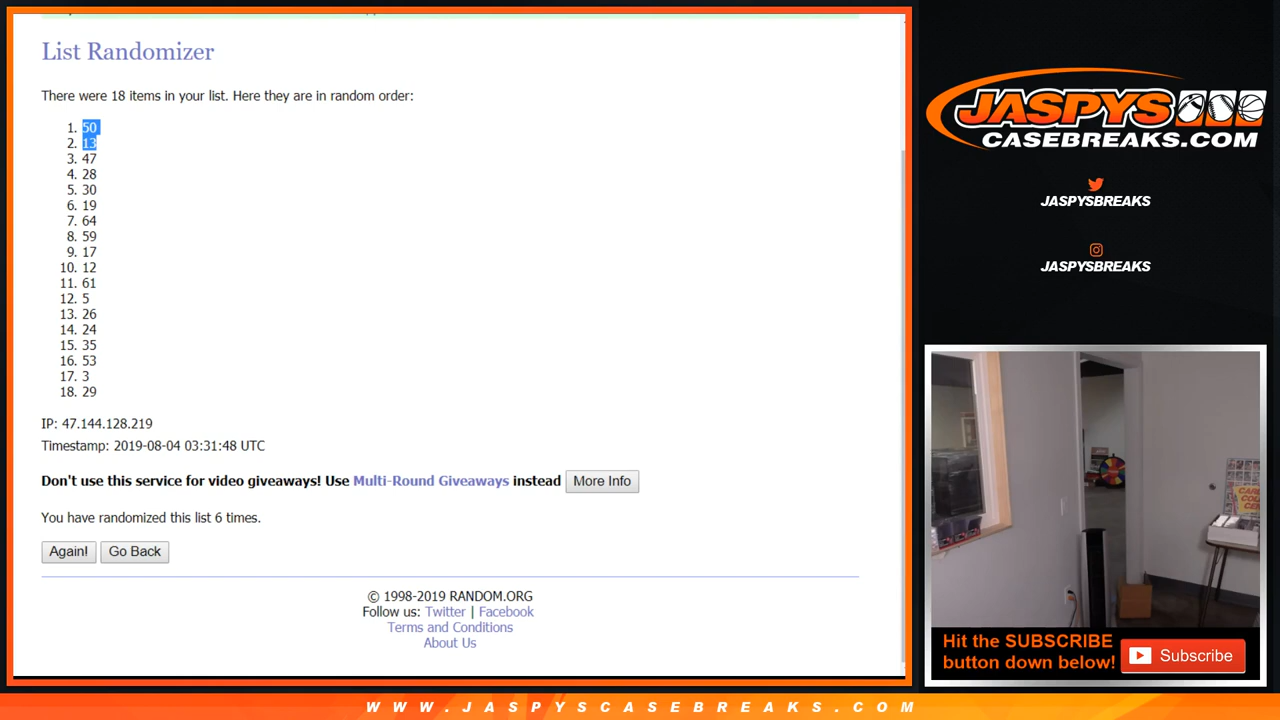 List Randomizer
There were 18 items in your list. Here they are in random order:
1. 50
2. 13
3. 47
4. 28
5. 30
6. 19
7. 64
8. 59
9. 17
10. 12
11. 61
12. 5
13. 26
14. 24
15. 35
16. 53
17. 3
18. 29
IP: 47.144.128.219
Timestamp: 2019-08-04 03:31:48 UTC
Don't use this service for video giveaways! Use Multi-Round Giveaways instead More Info
You have randomized this list 6 times.
Again! Go Back
© 1998-2019 RANDOM.ORG
Follow us: Twitter | Facebook
Terms and Conditions
About Us
JASPYS
CASEBREAKS.COM
JASPYSBREAKS
JASPYSBREAKS
Hit the SUBSCRIBE
button down below!
Subscribe
WWW.JASPYSCASEBREAKS.COM